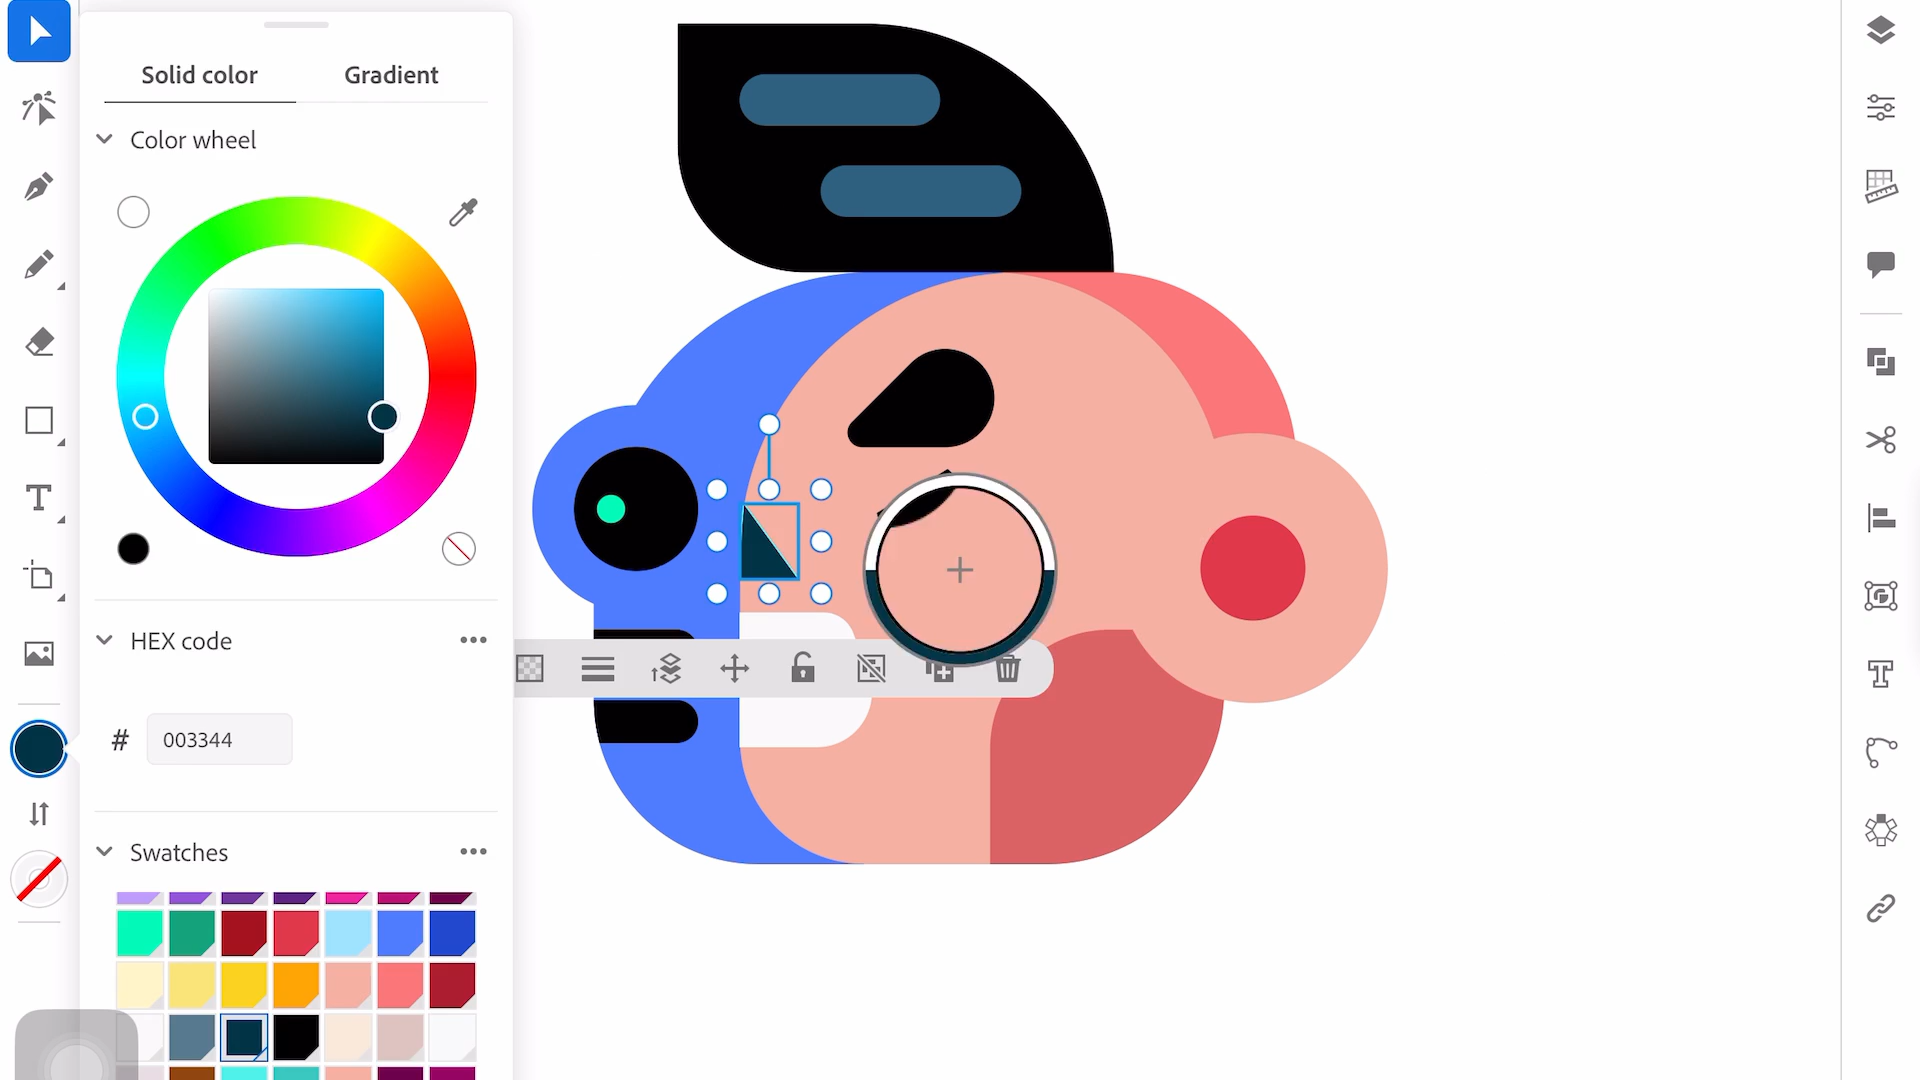 Solid color
Gradient
Color wheel
HEX code
# 003344
Swatches